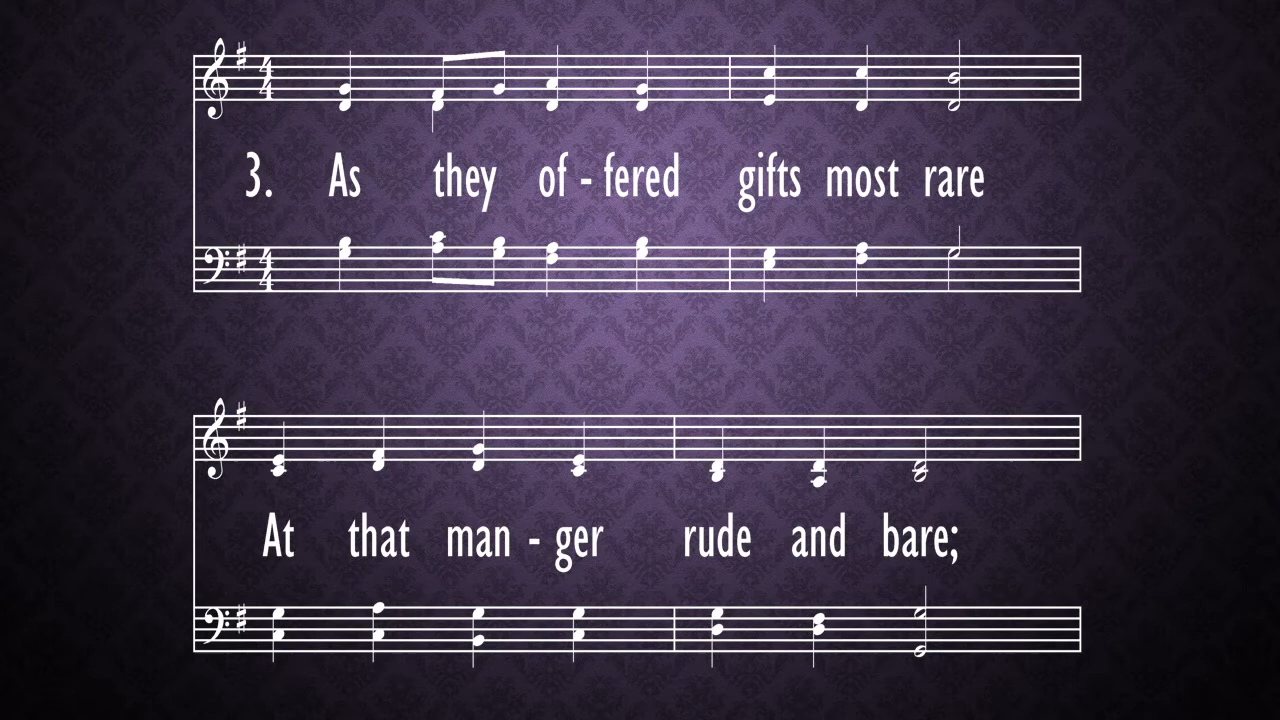 3. As they of - fered gifts most rare
At that man - ger rude and bare;